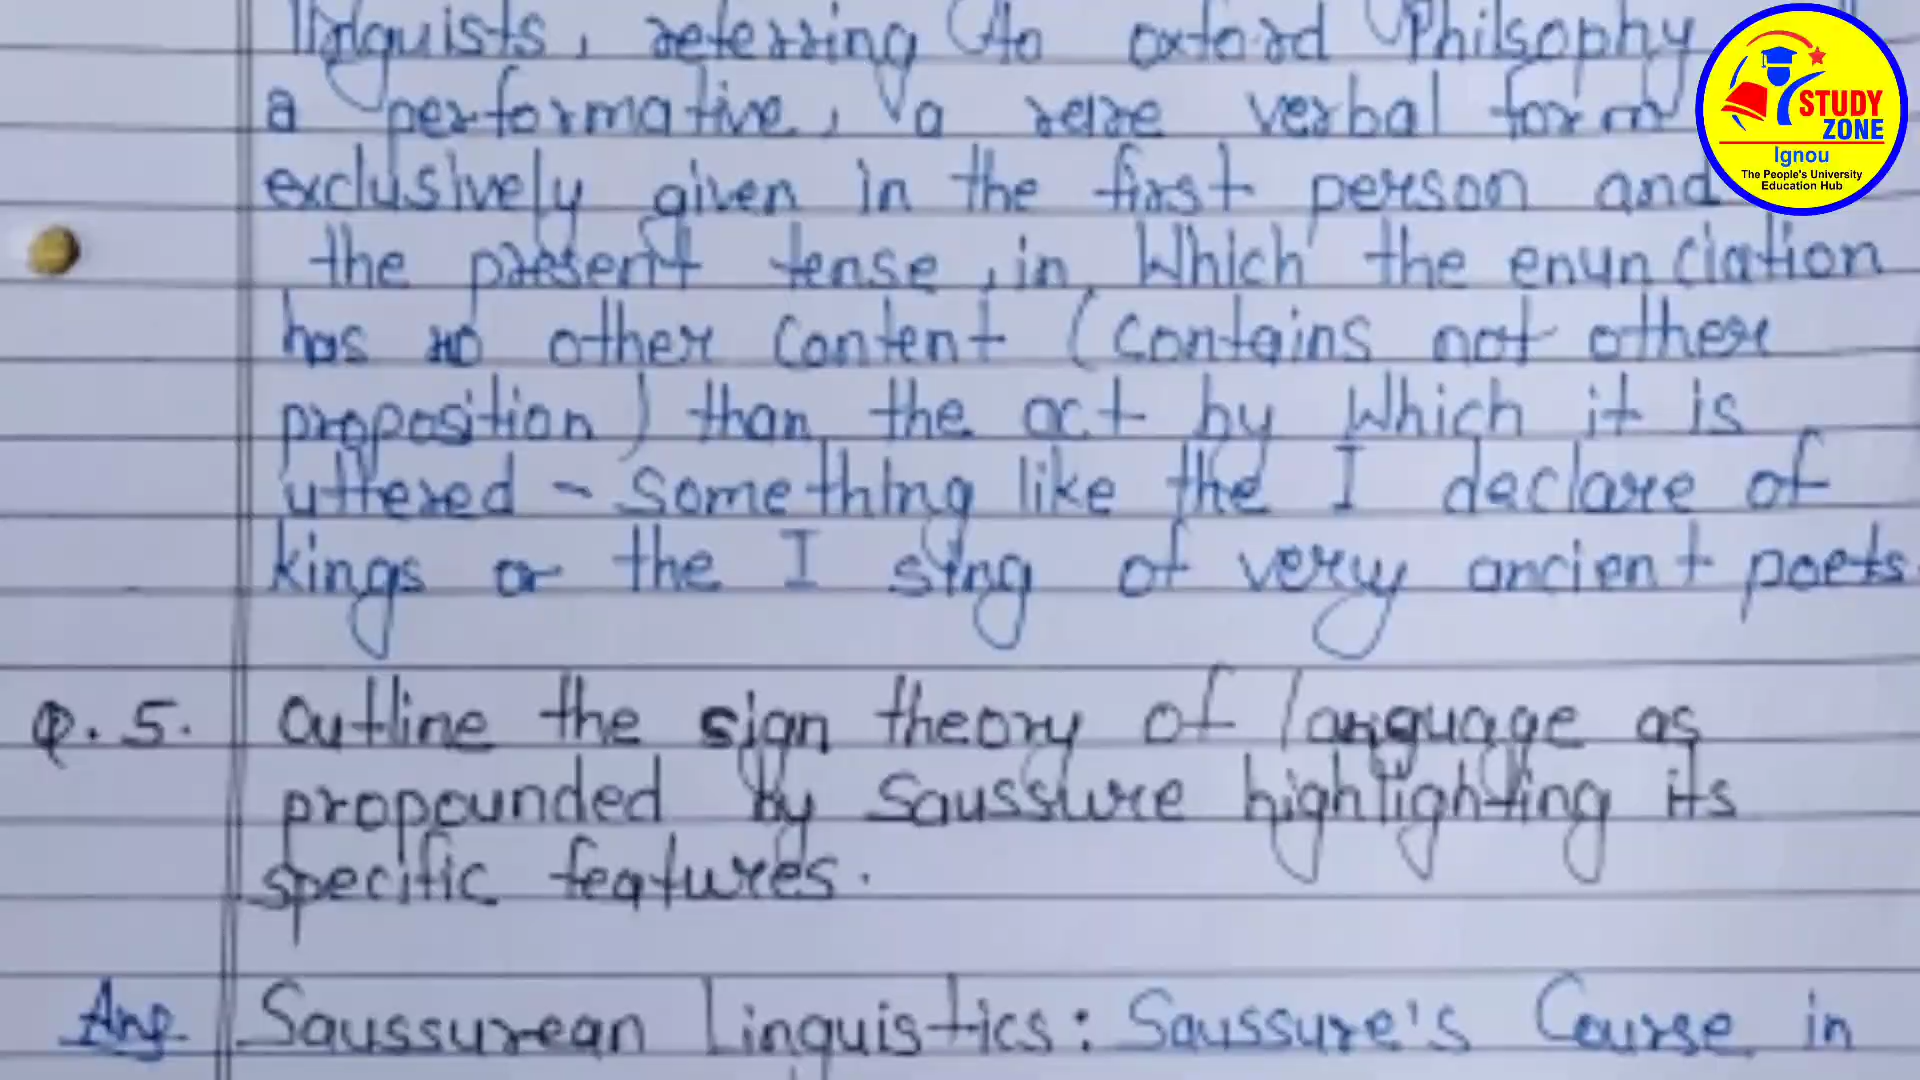 linguists, referring to oxford Philsophy
a performative, a rere verbal form
exclusively given in the first person and
the present tense, in Which the enunciation
has no other content (contains not other
proposition) than the act by Which it is
uttered - something like the I declare of
kings or the I sing of very ancient poets.
Q. 5. Outline the sign theory of language as
propounded by Saussure highlighting its
specific features.
Ans Saussurean Linguistics: Saussure's Course in
STUDY
ZONE
Ignou
The People's University
Education Hub